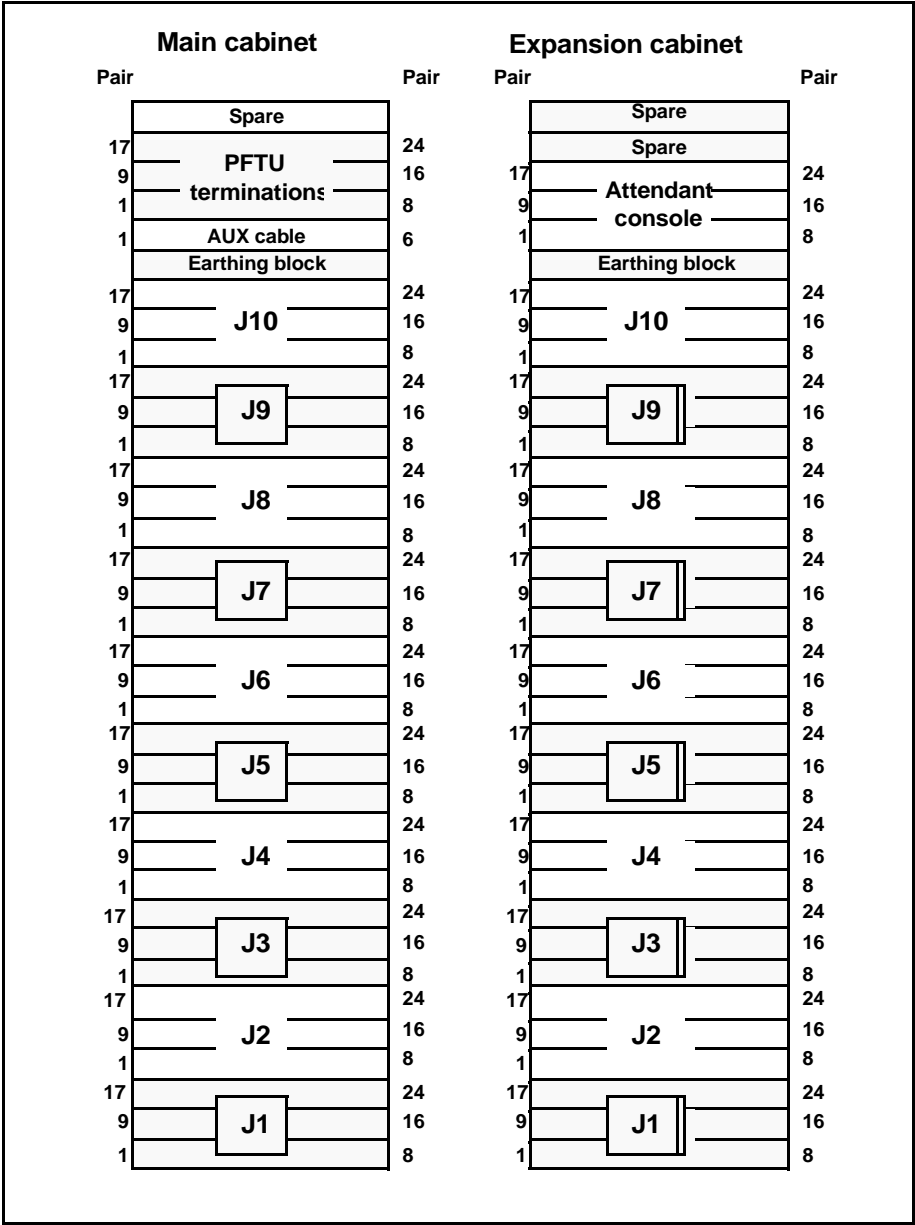 Main cabinet Expansion cabinet
Pair Pair Pair Pair
Spare Spare
17 24 Spare
PFTU
9 16 17 24
terminations Attendant
1 8 9 16
console
1 AUX cable 6 1 8
Earthing block Earthing block
17 24 17 24
9 J10 16 9 J10 16
1 8 1 8
17 24 17 24
9 J9 16 9 J9 16
1 8 1 8
17 24 17 24
9 J8 16 9 J8 16
1 8 1 8
17 24 17 24
9 J7 16 9 J7 16
1 8 1 8
17 24 17 24
9 J6 16 9 J6 16
1 8 1 8
17 24 17 24
9 J5 16 9 J5 16
1 8 1 8
17 24 17 24
9 J4 16 9 J4 16
1 8 1 8
17 24 17 24
9 J3 16 9 J3 16
1 8 1 8
17 24 17 24
9 J2 16 9 J2 16
1 8 1 8
17 24 17 24
9 J1 16 9 J1 16
1 8 1 8